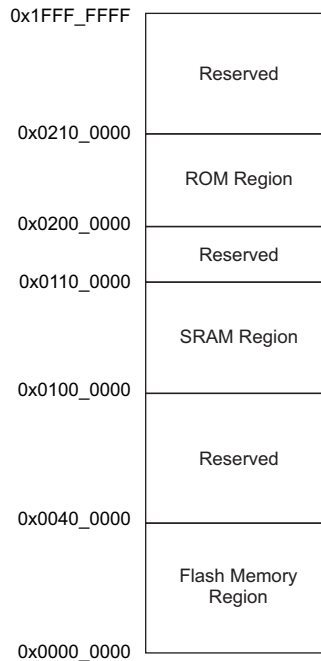 0x1FFF_FFFF
Reserved
0x0210_0000
ROM Region
0x0200_0000
Reserved
0x0110_0000
SRAM Region
0x0100_0000
Reserved
0x0040_0000
Flash Memory
Region
0x0000_0000